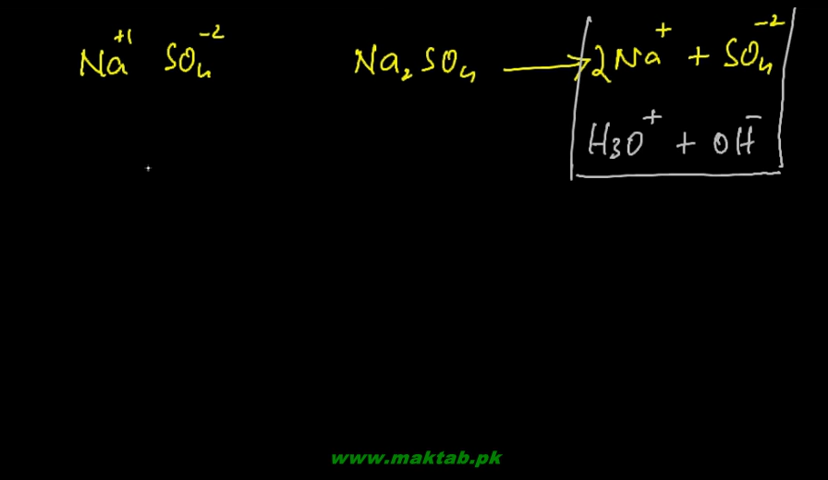 Na⁺¹ SO₄⁻² Na₂SO₄ ⟶ 2Na⁺ + SO₄⁻²
H₃O⁺ + OH⁻
www.maktab.pk